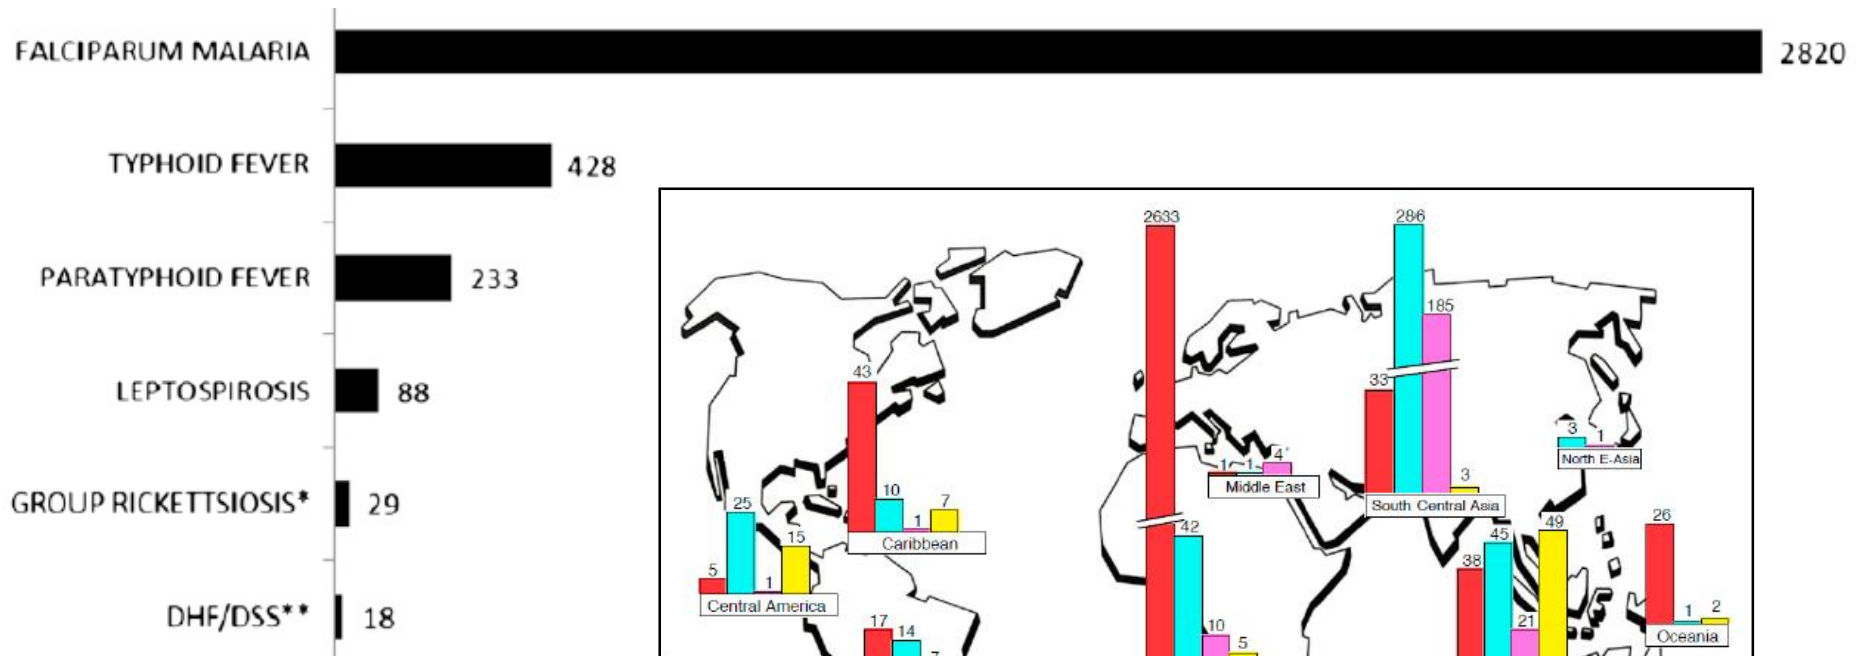 FALCIPARUM MALARIA 2820
TYPHOID FEVER 428
PARATYPHOID FEVER 233
LEPTOSPIROSIS 88
GROUP RICKETTSIOSIS* 29
DHF/DSS** 18
2633
286
185
33
3
South Central Asia
43
10
1
7
Caribbean
25
5
1
15
Central America
1
1
4
Middle East
3
1
North E-Asia
42
10
5
38
45
21
49
26
1
2
Oceania
17
14